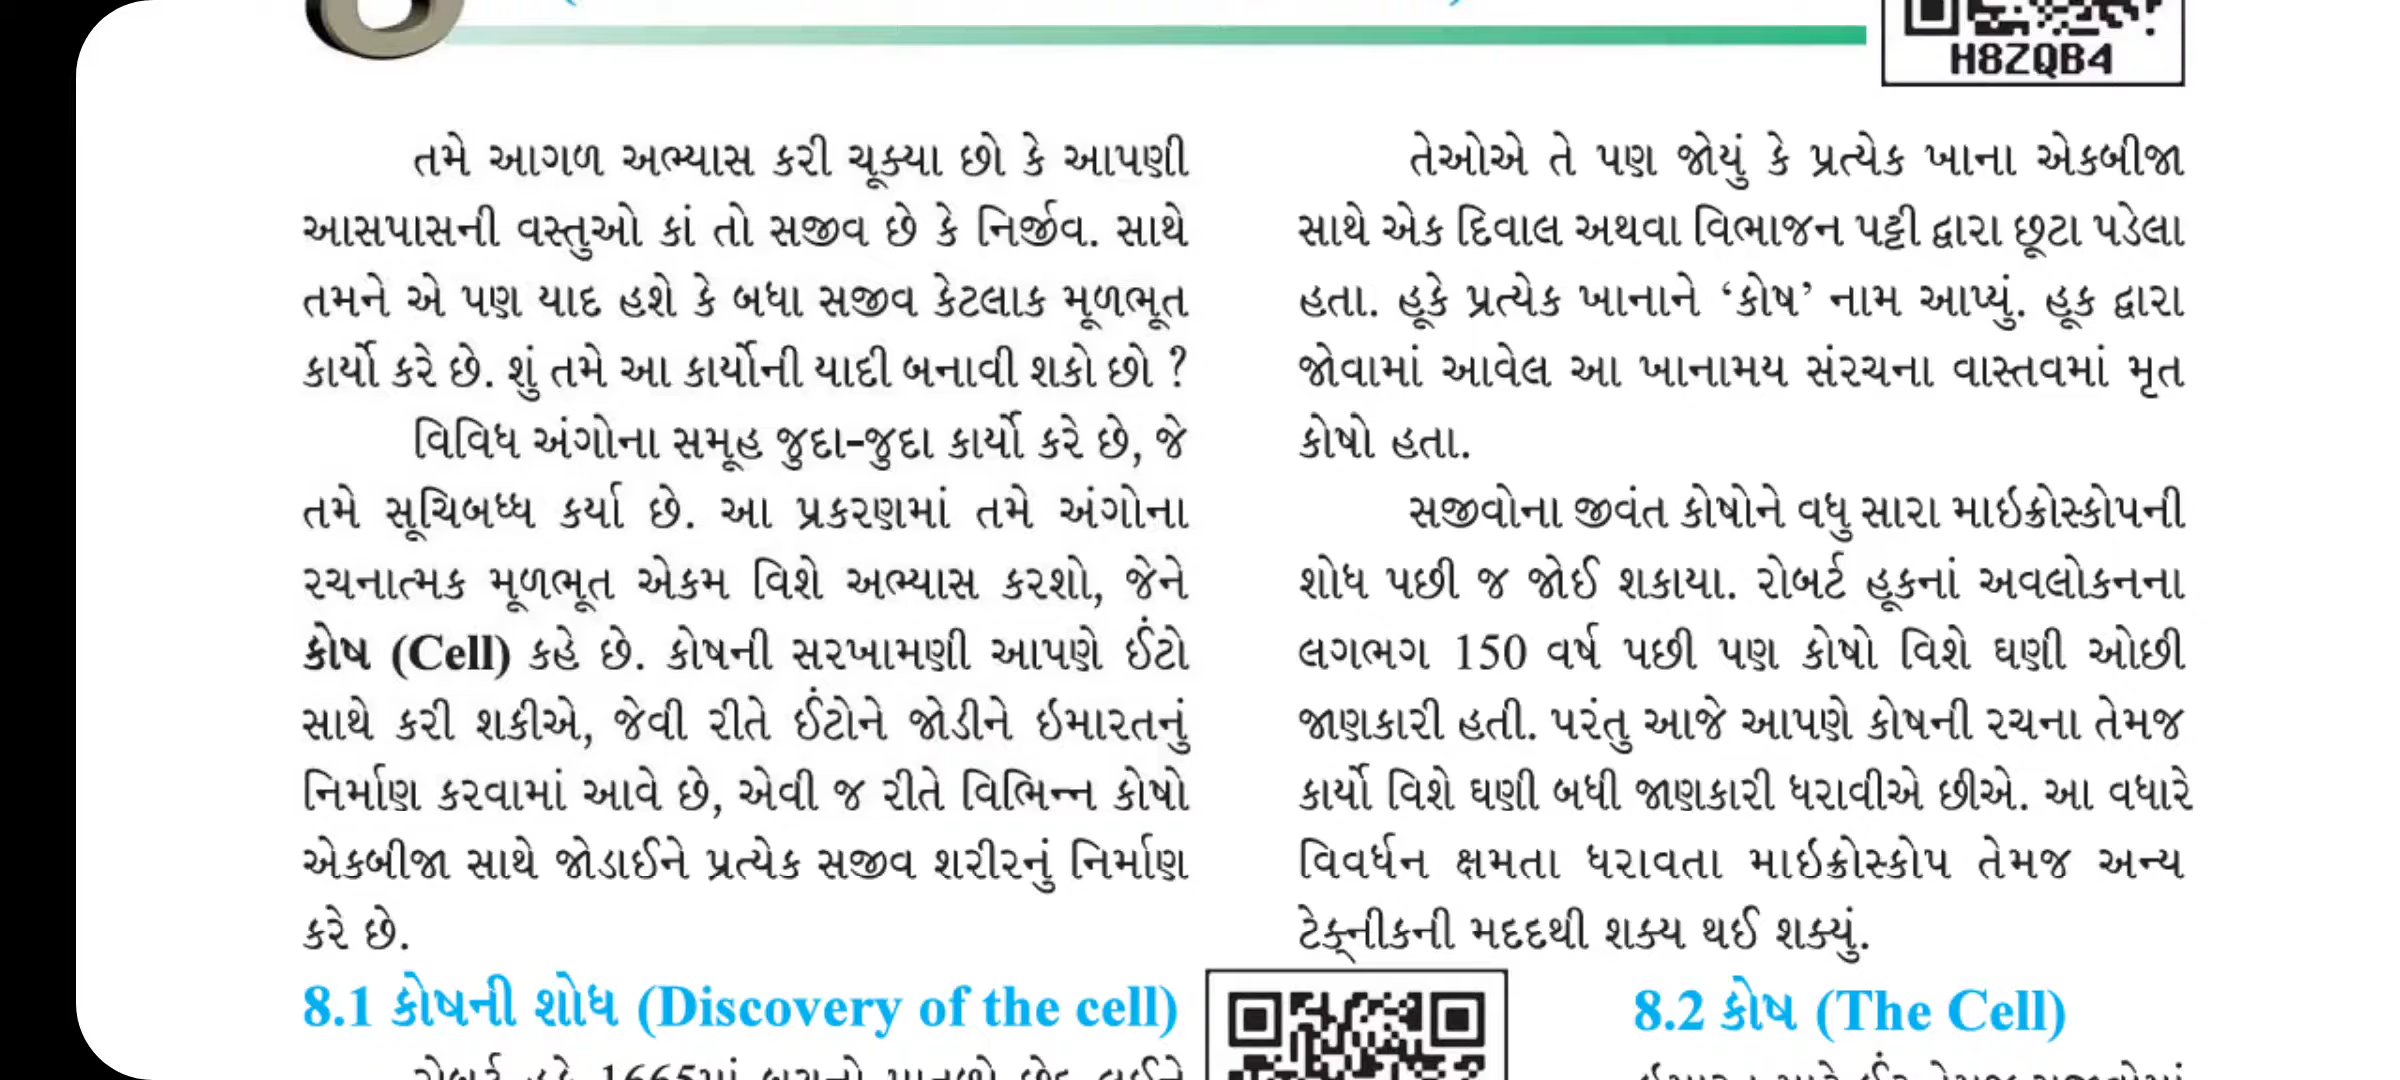 H8ZQB4
તમે આગળ અભ્યાસ કરી ચૂક્યા છો કે આપણી
આસપાસની વસ્તુઓ કાં તો સજીવ છે કે નિર્જીવ. સાથે
તમને એ પણ યાદ હશે કે બધા સજીવ કેટલાક મૂળભૂત
કાર્યો કરે છે. શું તમે આ કાર્યોની યાદી બનાવી શકો છો ?
વિવિધ અંગોના સમૂહ જુદા-જુદા કાર્યો કરે છે, જે
તમે સૂચિબધ્ધ કર્યા છે. આ પ્રકરણમાં તમે અંગોના
રચનાત્મક મૂળભૂત એકમ વિશે અભ્યાસ કરશો, જેને
કોષ (Cell) કહે છે. કોષની સરખામણી આપણે ઈંટો
સાથે કરી શકીએ, જેવી રીતે ઈંટોને જોડીને ઇમારતનું
નિર્માણ કરવામાં આવે છે, એવી જ રીતે વિભિન્ન કોષો
એકબીજા સાથે જોડાઈને પ્રત્યેક સજીવ શરીરનું નિર્માણ
કરે છે.
8.1 કોષની શોધ (Discovery of the cell)
તેઓએ તે પણ જોયું કે પ્રત્યેક ખાના એકબીજા
સાથે એક દિવાલ અથવા વિભાજન પટ્ટી દ્વારા છૂટા પડેલા
હતા. હૂકે પ્રત્યેક ખાનાને ‘કોષ’ નામ આપ્યું. હૂક દ્વારા
જોવામાં આવેલ આ ખાનામય સંરચના વાસ્તવમાં મૃત
કોષો હતા.
સજીવોના જીવંત કોષોને વધુ સારા માઇક્રોસ્કોપની
શોધ પછી જ જોઈ શકાયા. રોબર્ટ હૂકનાં અવલોકનના
લગભગ 150 વર્ષ પછી પણ કોષો વિશે ઘણી ઓછી
જાણકારી હતી. પરંતુ આજે આપણે કોષની રચના તેમજ
કાર્યો વિશે ઘણી બધી જાણકારી ધરાવીએ છીએ. આ વધારે
વિવર્ધન ક્ષમતા ધરાવતા માઇક્રોસ્કોપ તેમજ અન્ય
ટેક્નીકની મદદથી શક્ય થઈ શક્યું.
8.2 કોષ (The Cell)